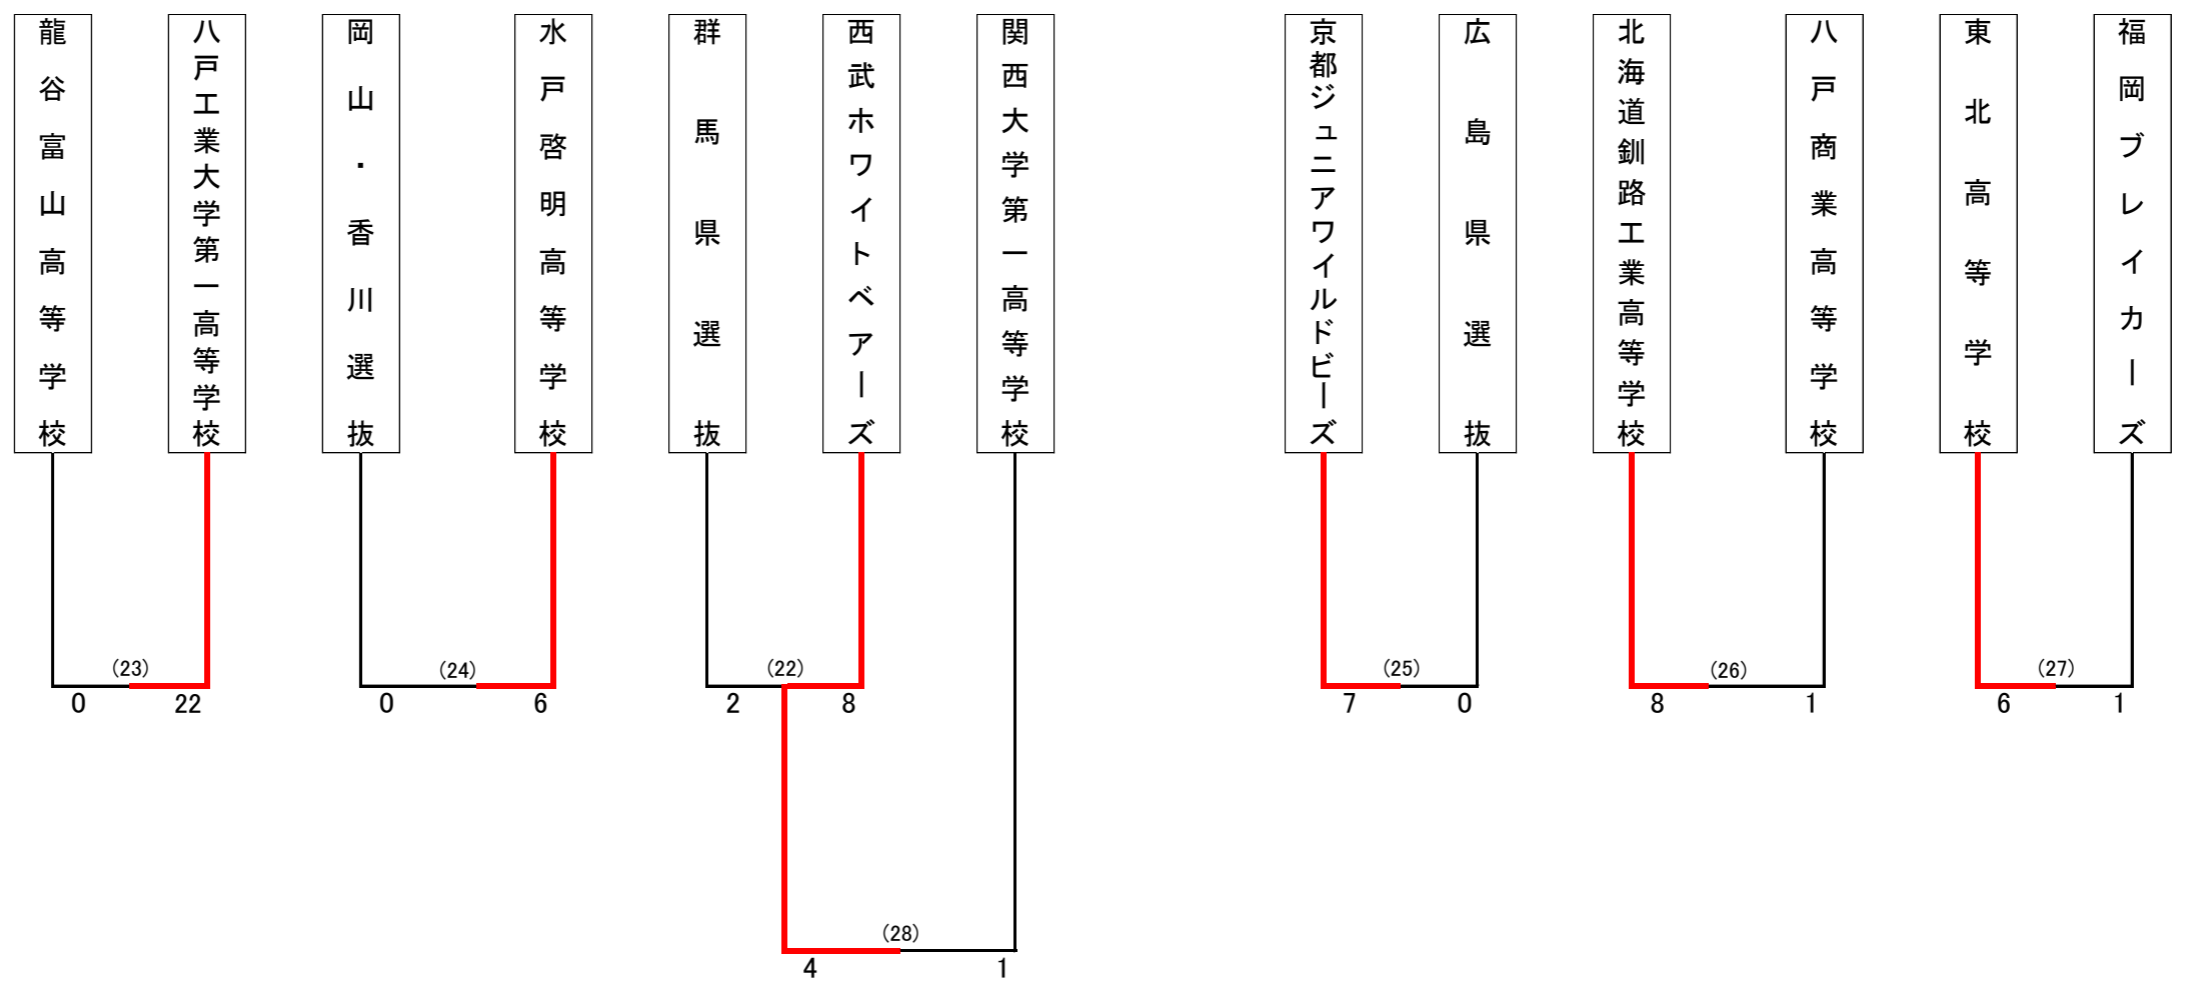 龍谷富山高等学校
八戸工業大学第一高等学校
岡山・香川選抜
水戸啓明高等学校
群馬県選抜
西武ホワイトベアーズ
関西大学第一高等学校
京都ジュニアワイルドビーズ
広島県選抜
北海道釧路工業高等学校
八戸商業高等学校
東北高等学校
福岡ブレイカーズ
(23)
0 22
(24)
0 6
(22)
2 8
(25)
7 0
(26)
8 1
(27)
6 1
(28)
4 1